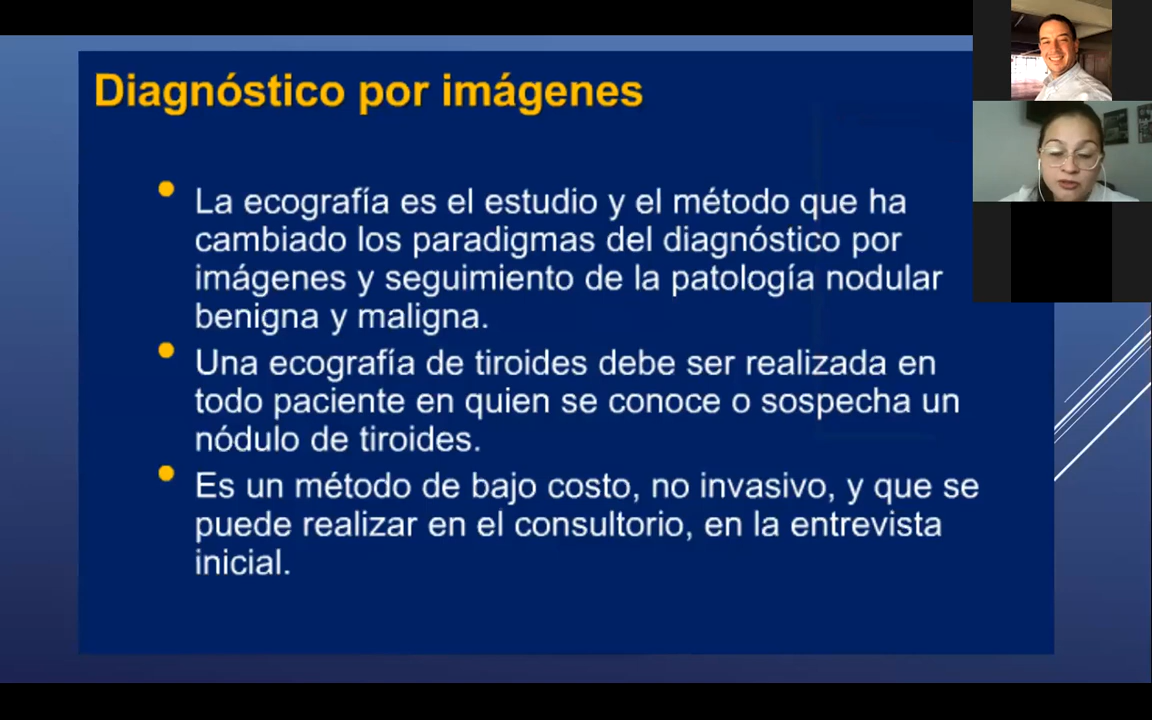 Diagnóstico por imágenes
La ecografía es el estudio y el método que ha
cambiado los paradigmas del diagnóstico por
imágenes y seguimiento de la patología nodular
benigna y maligna.
Una ecografía de tiroides debe ser realizada en
todo paciente en quien se conoce o sospecha un
nódulo de tiroides.
Es un método de bajo costo, no invasivo, y que se
puede realizar en el consultorio, en la entrevista
inicial.